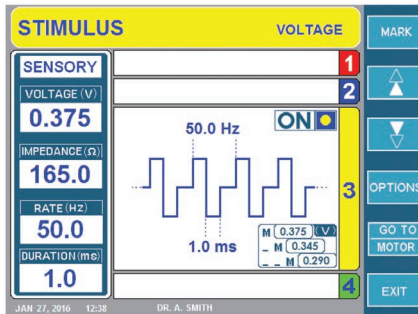 STIMULUS VOLTAGE
MARK
SENSORY
VOLTAGE (V)
0.375
IMPEDANCE (Ω)
165.0
RATE (Hz)
50.0
DURATION (ms)
1.0
1
2
50.0 Hz
ON
1.0 ms
M 0.375 (V)
_ M 0.345
_ _ M 0.290
3
4
OPTIONS
GO TO
MOTOR
EXIT
JAN 27, 2016 12:38 DR. A. SMITH